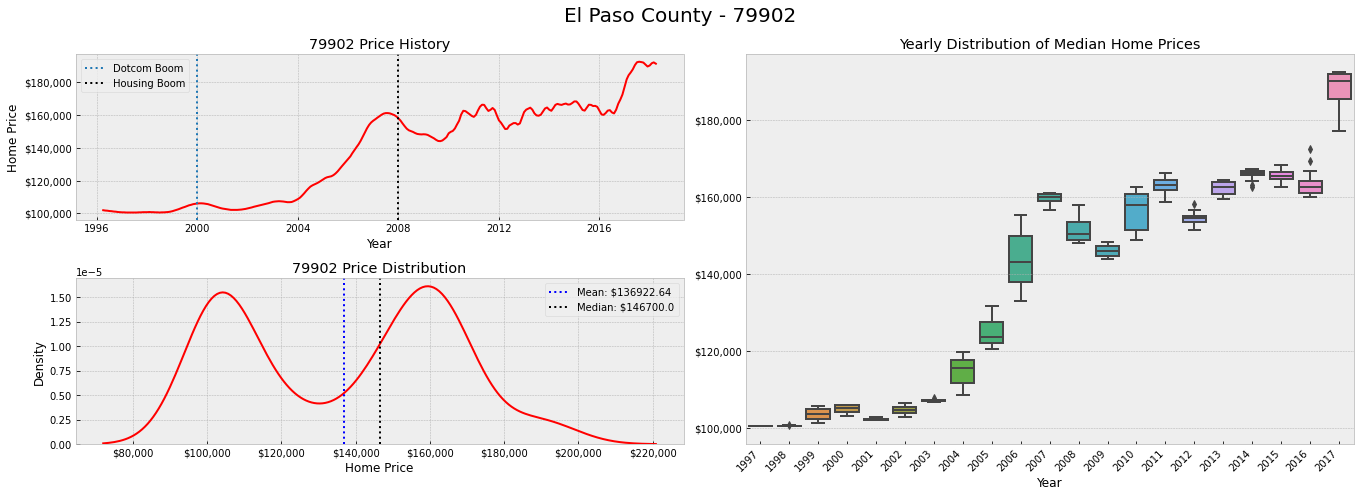 El Paso County - 79902
79902 Price History
Dotcom Boom
Housing Boom
Home Price
$180,000
$160,000
$140,000
$120,000
$100,000
1996 2000 2004 2008 2012 2016
Year
79902 Price Distribution
1e−5
Mean: $136922.64
Median: $146700.0
Density
1.50
1.25
1.00
0.75
0.50
0.25
0.00
$80,000 $100,000 $120,000 $140,000 $160,000 $180,000 $200,000 $220,000
Home Price
Yearly Distribution of Median Home Prices
$180,000
$160,000
$140,000
$120,000
$100,000
1997 1998 1999 2000 2001 2002 2003 2004 2005 2006 2007 2008 2009 2010 2011 2012 2013 2014 2015 2016 2017
Year